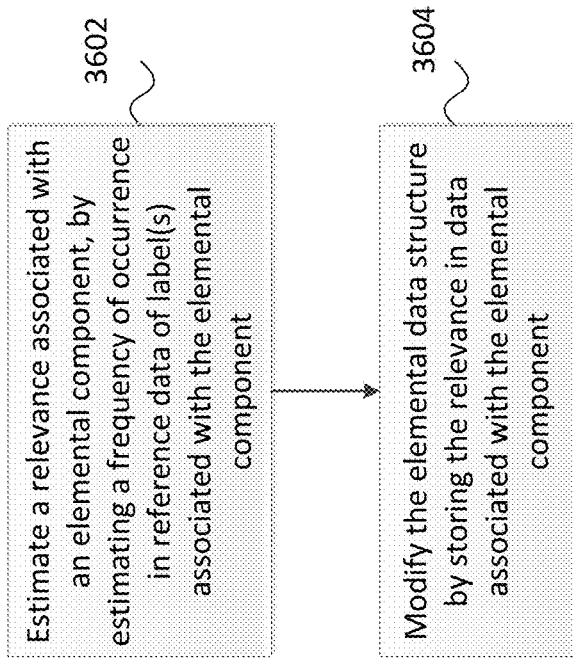 3602
Estimate a relevance associated with
an elemental component, by
estimating a frequency of occurrence
in reference data of label(s)
associated with the elemental
component
3604
Modify the elemental data structure
by storing the relevance in data
associated with the elemental
component